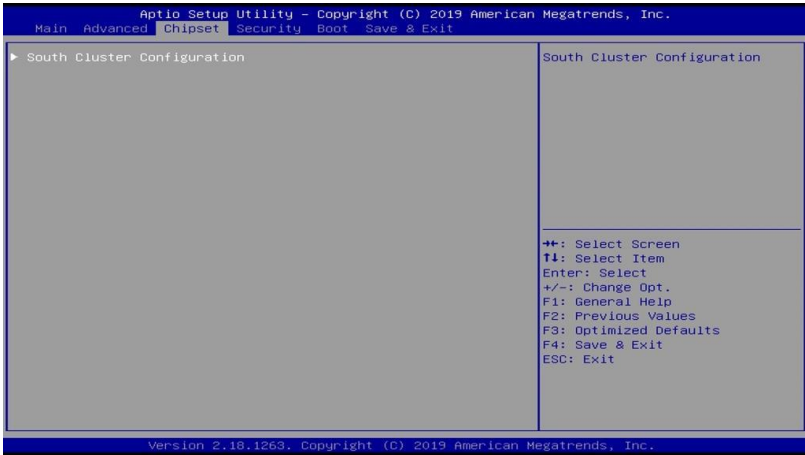 Aptio Setup Utility – Copyright (C) 2019 American Megatrends, Inc.
Main Advanced Chipset Security Boot Save & Exit
► South Cluster Configuration
South Cluster Configuration
→←: Select Screen
↑↓: Select Item
Enter: Select
+/-: Change Opt.
F1: General Help
F2: Previous Values
F3: Optimized Defaults
F4: Save & Exit
ESC: Exit
Version 2.18.1263. Copyright (C) 2019 American Megatrends, Inc.